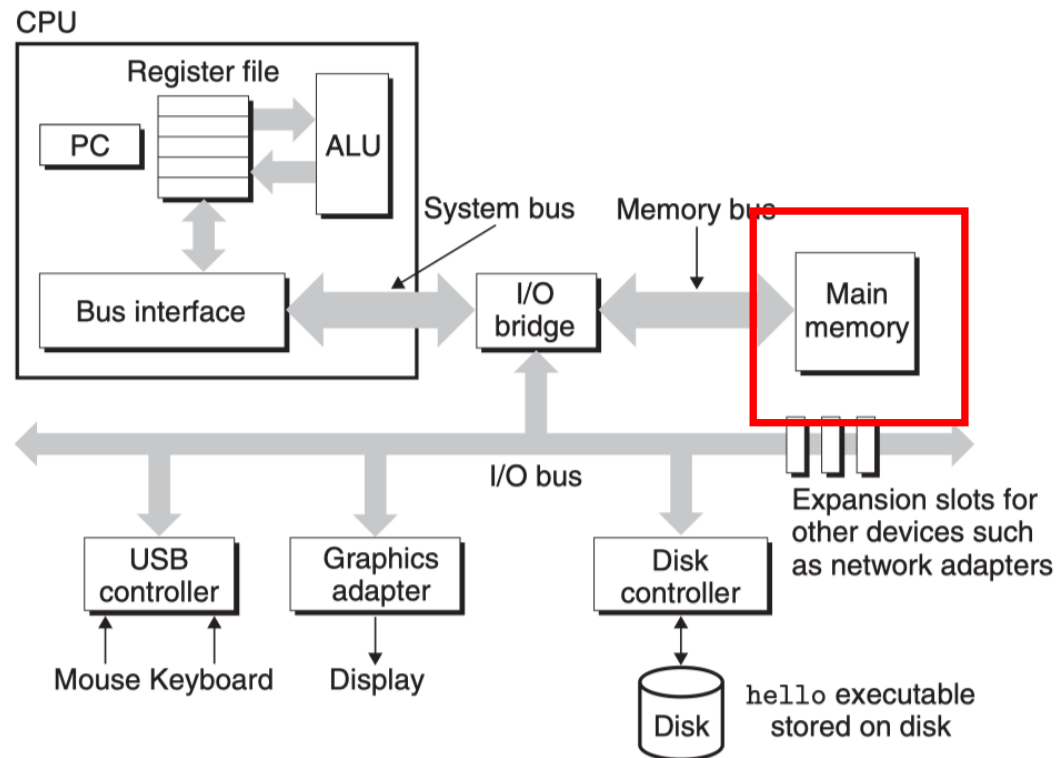 CPU
Register file
PC
ALU
System bus
Memory bus
Bus interface
I/O
bridge
Main
memory
I/O bus
Expansion slots for
other devices such
as network adapters
USB
controller
Graphics
adapter
Disk
controller
Mouse Keyboard
Display
Disk
hello executable
stored on disk